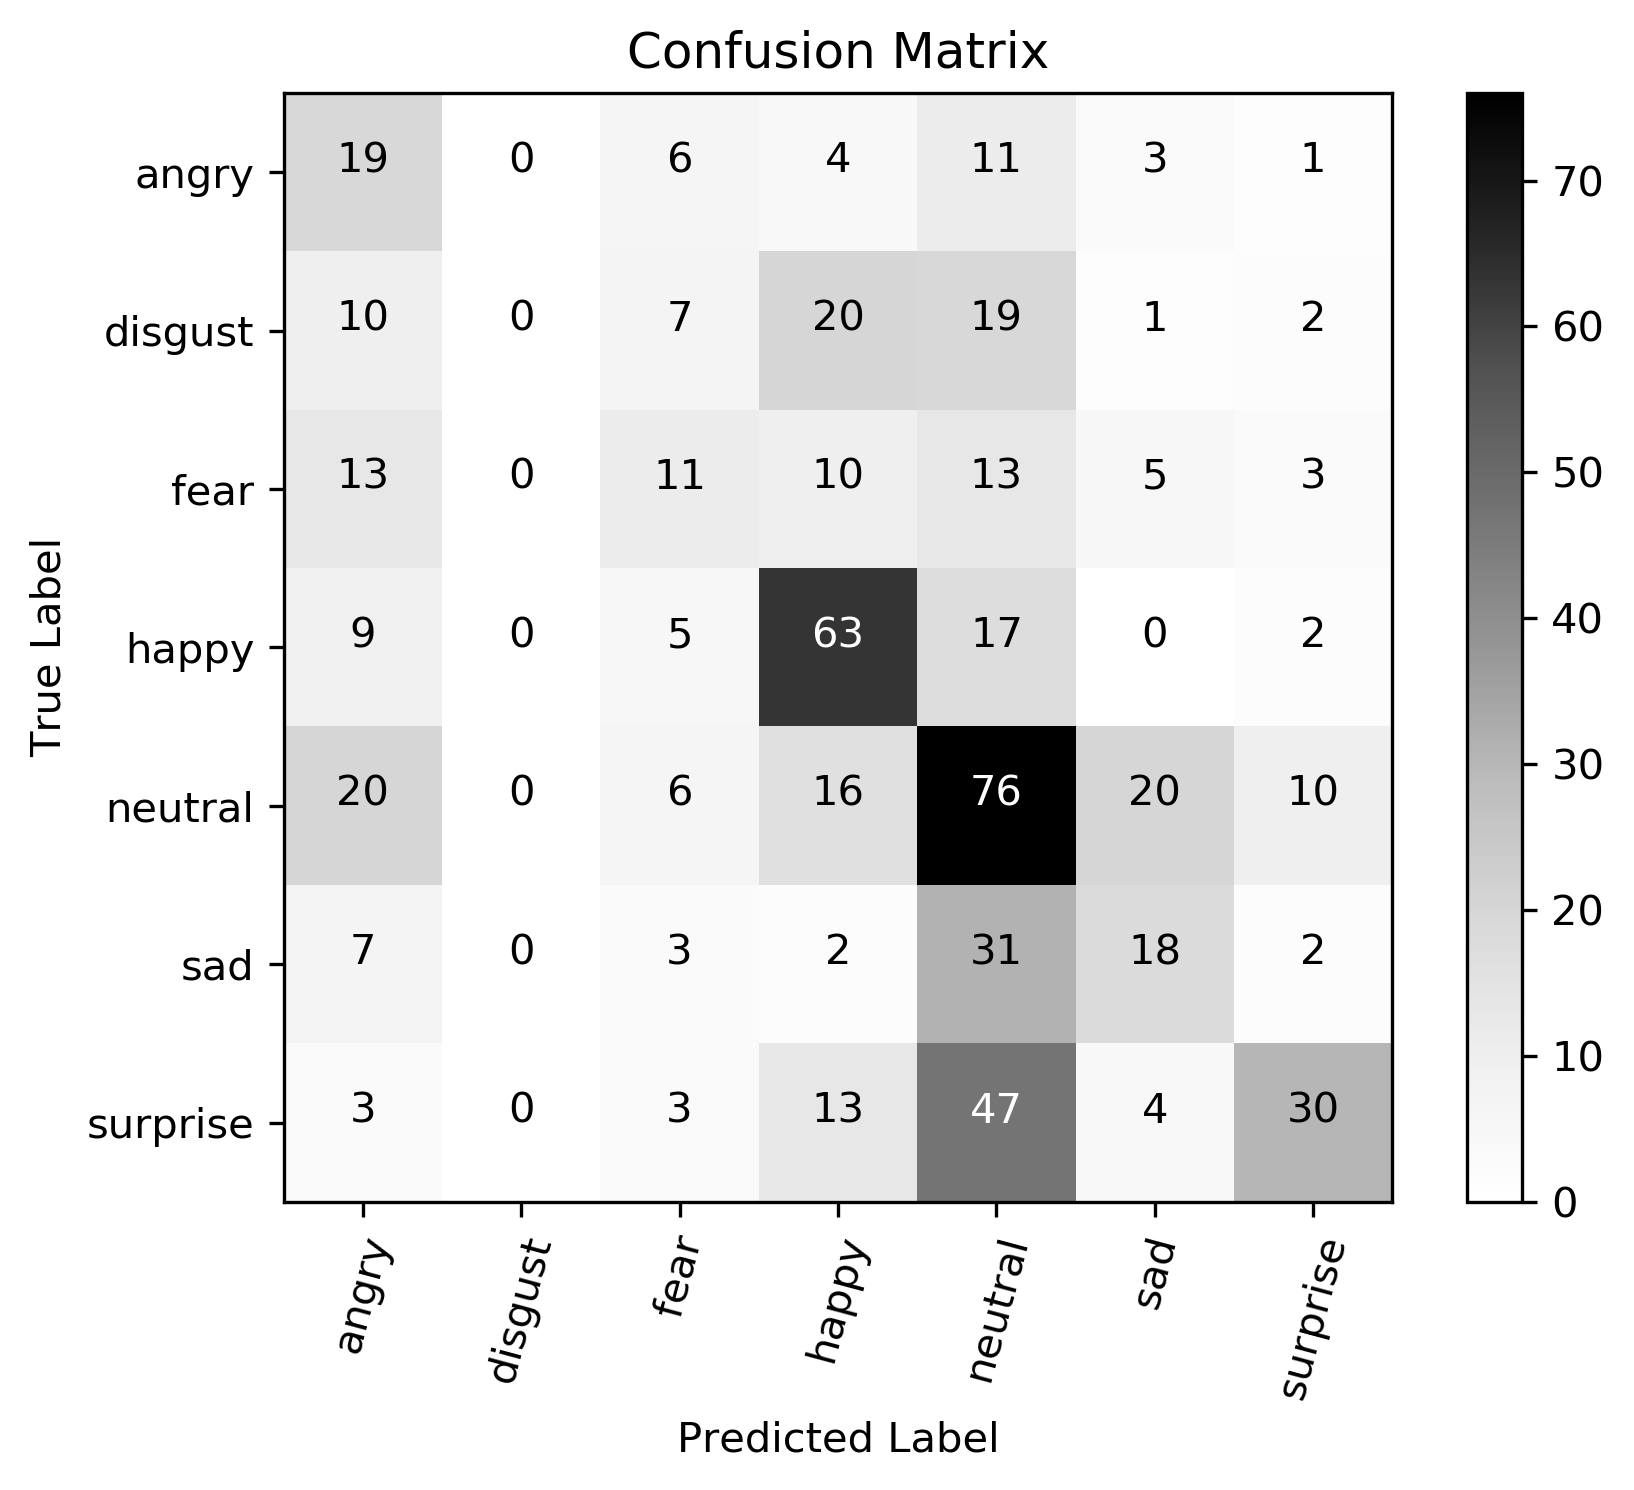 Confusion Matrix
angry 19 0 6 4 11 3 1
disgust 10 0 7 20 19 1 2
fear 13 0 11 10 13 5 3
happy 9 0 5 63 17 0 2
neutral 20 0 6 16 76 20 10
sad 7 0 3 2 31 18 2
surprise 3 0 3 13 47 4 30
True Label
angry disgust fear happy neutral sad surprise
Predicted Label
70
60
50
40
30
20
10
0